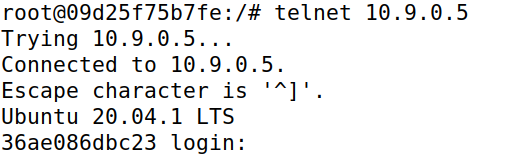 root@09d25f75b7fe:/# telnet 10.9.0.5
Trying 10.9.0.5...
Connected to 10.9.0.5.
Escape character is '^]'.
Ubuntu 20.04.1 LTS
36ae086dbc23 login: